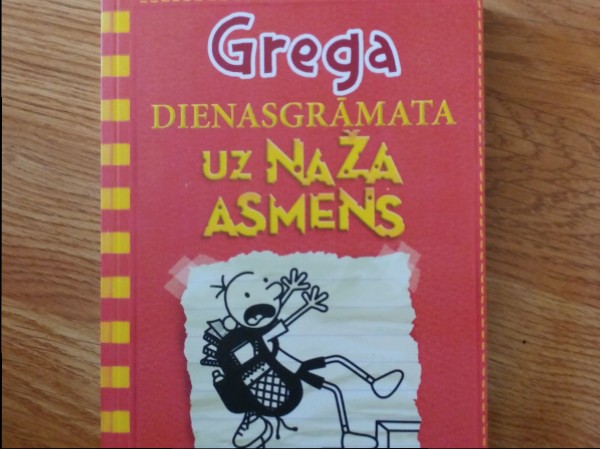 Grega
DIENASGRĀMATA
UZ NAŽA
ASMENS